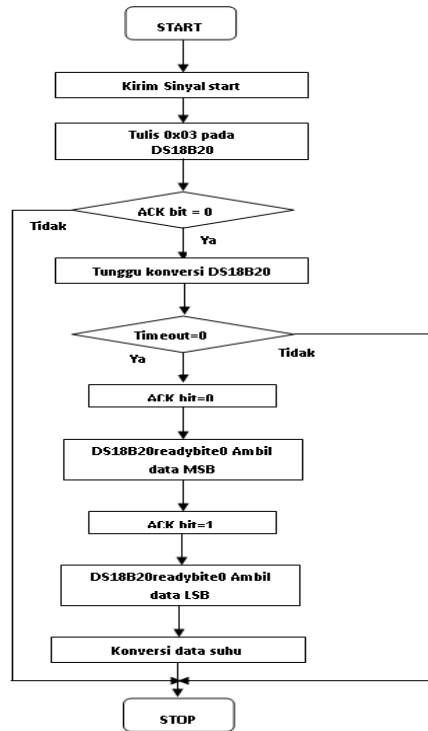 START
Kirim Sinyal start
Tulis 0x03 pada
DS18B20
ACK bit = 0
Tidak
Ya
Tunggu konversi DS18B20
Timeout=0
Ya
Tidak
ACK bit=0
DS18B20readybite0 Ambil
data MSB
ACK bit=1
DS18B20readybite0 Ambil
data LSB
Konversi data suhu
STOP